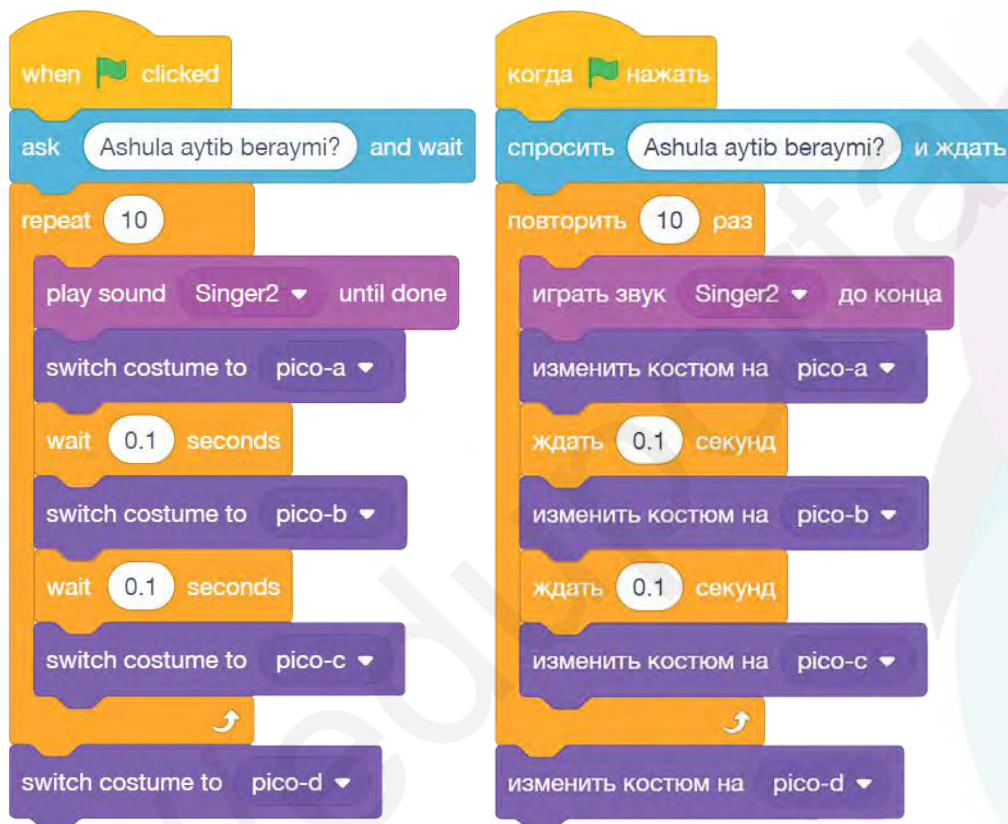 when clicked
ask Ashula aytib beraymi? and wait
repeat 10
play sound Singer2 until done
switch costume to pico-a
wait 0.1 seconds
switch costume to pico-b
wait 0.1 seconds
switch costume to pico-c
switch costume to pico-d
когда нажать
спросить Ashula aytib beraymi? и ждать
повторить 10 раз
играть звук Singer2 до конца
изменить костюм на pico-a
ждать 0.1 секунд
изменить костюм на pico-b
ждать 0.1 секунд
изменить костюм на pico-c
изменить костюм на pico-d